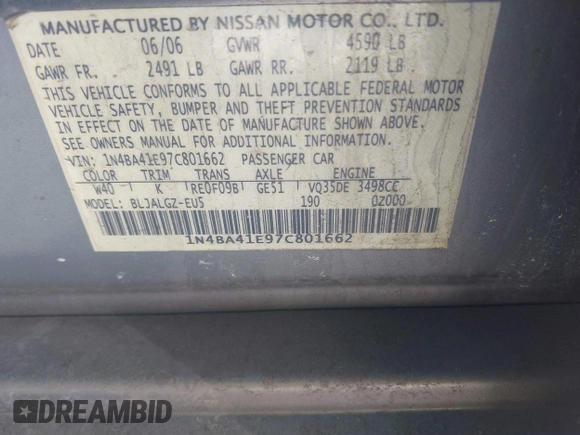 MANUFACTURED BY NISSAN MOTOR CO., LTD.
DATE 06/06 GVWR 4590 LB
GAWR FR. 2491 LB GAWR RR. 2119 LB
THIS VEHICLE CONFORMS TO ALL APPLICABLE FEDERAL MOTOR
VEHICLE SAFETY, BUMPER AND THEFT PREVENTION STANDARDS
IN EFFECT ON THE DATE OF MANUFACTURE SHOWN ABOVE.
SEE OWNERS MANUAL FOR ADDITIONAL INFORMATION.
VIN: 1N4BA41E97C801662 PASSENGER CAR
COLOR TRIM TRANS AXLE ENGINE
W40 K RE0F09B GE51 VQ35DE 3498CC
MODEL: BLJALGZ-EU5 190 0Z000
1N4BA41E97C801662
DREAMBID